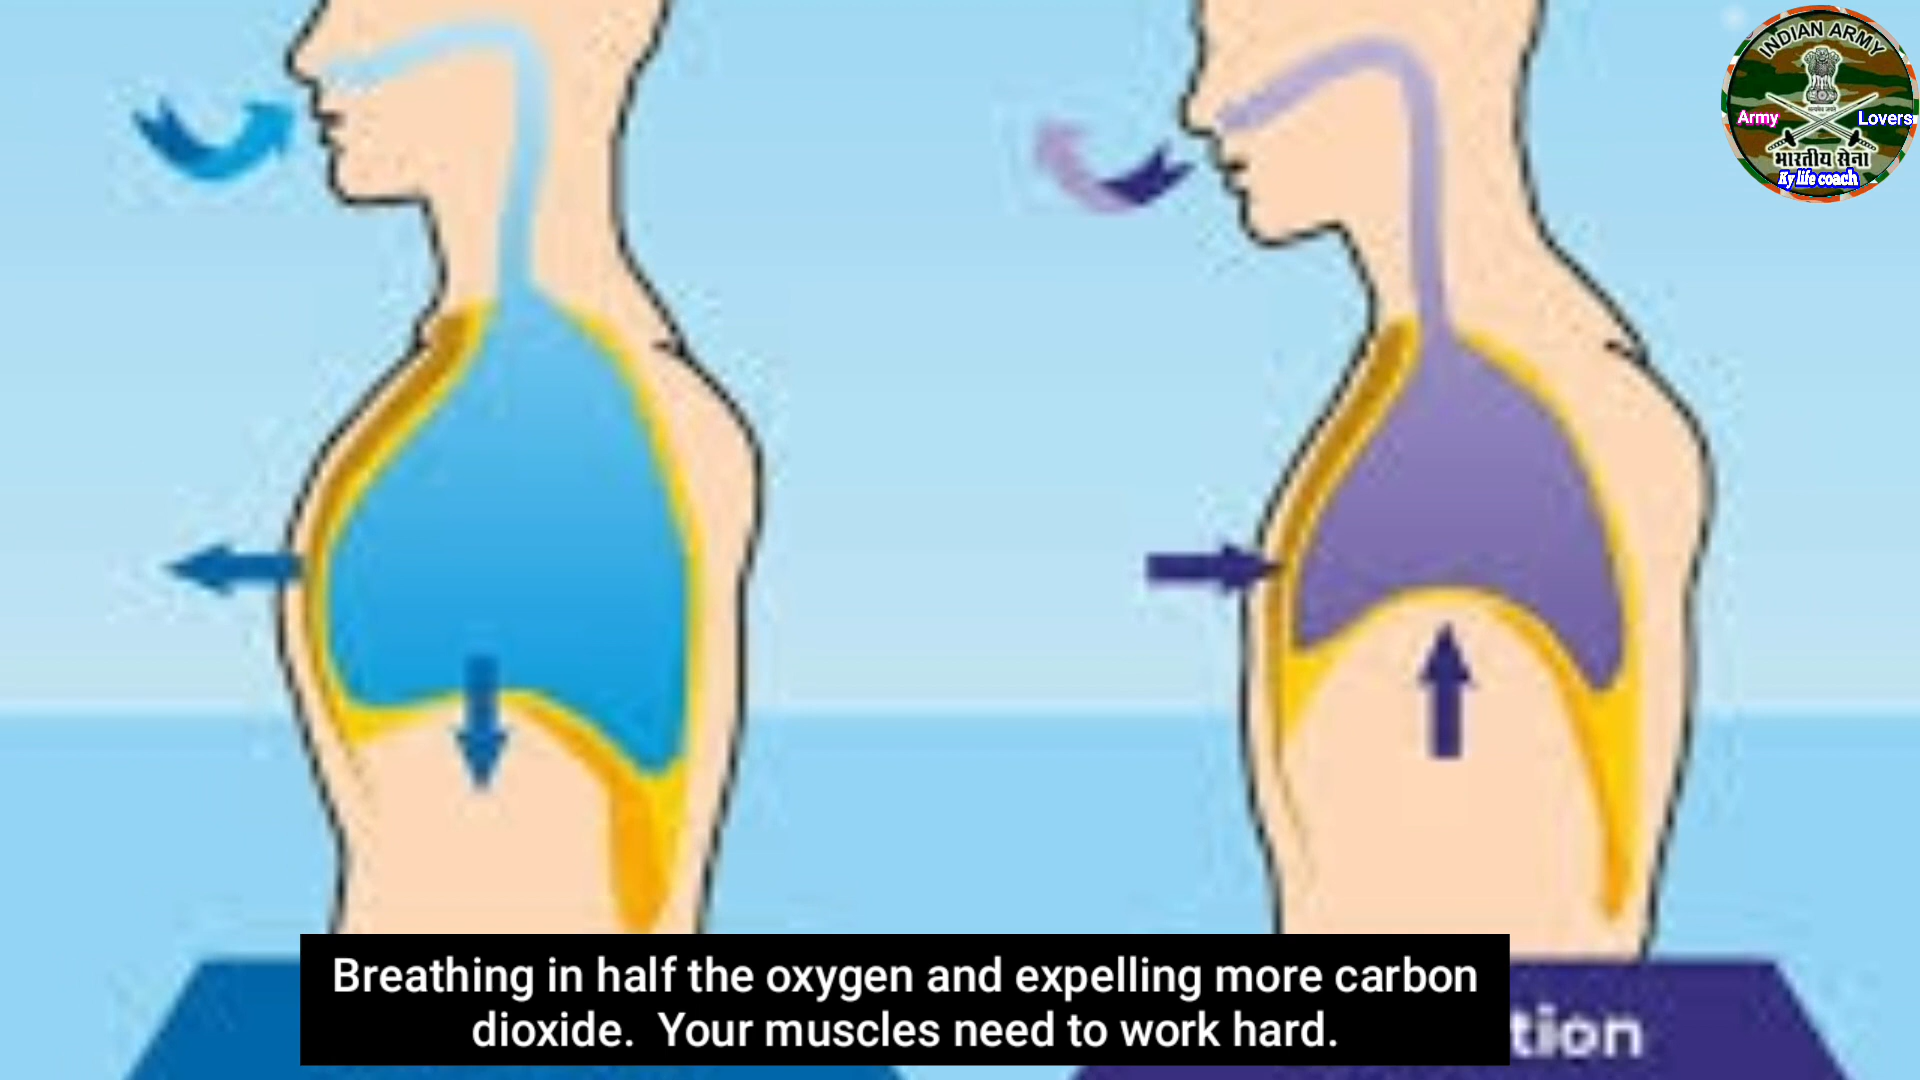 INDIAN ARMY
Army Lovers
भारतीय सेना
Ky life coach
Breathing in half the oxygen and expelling more carbon
dioxide. Your muscles need to work hard.
tion